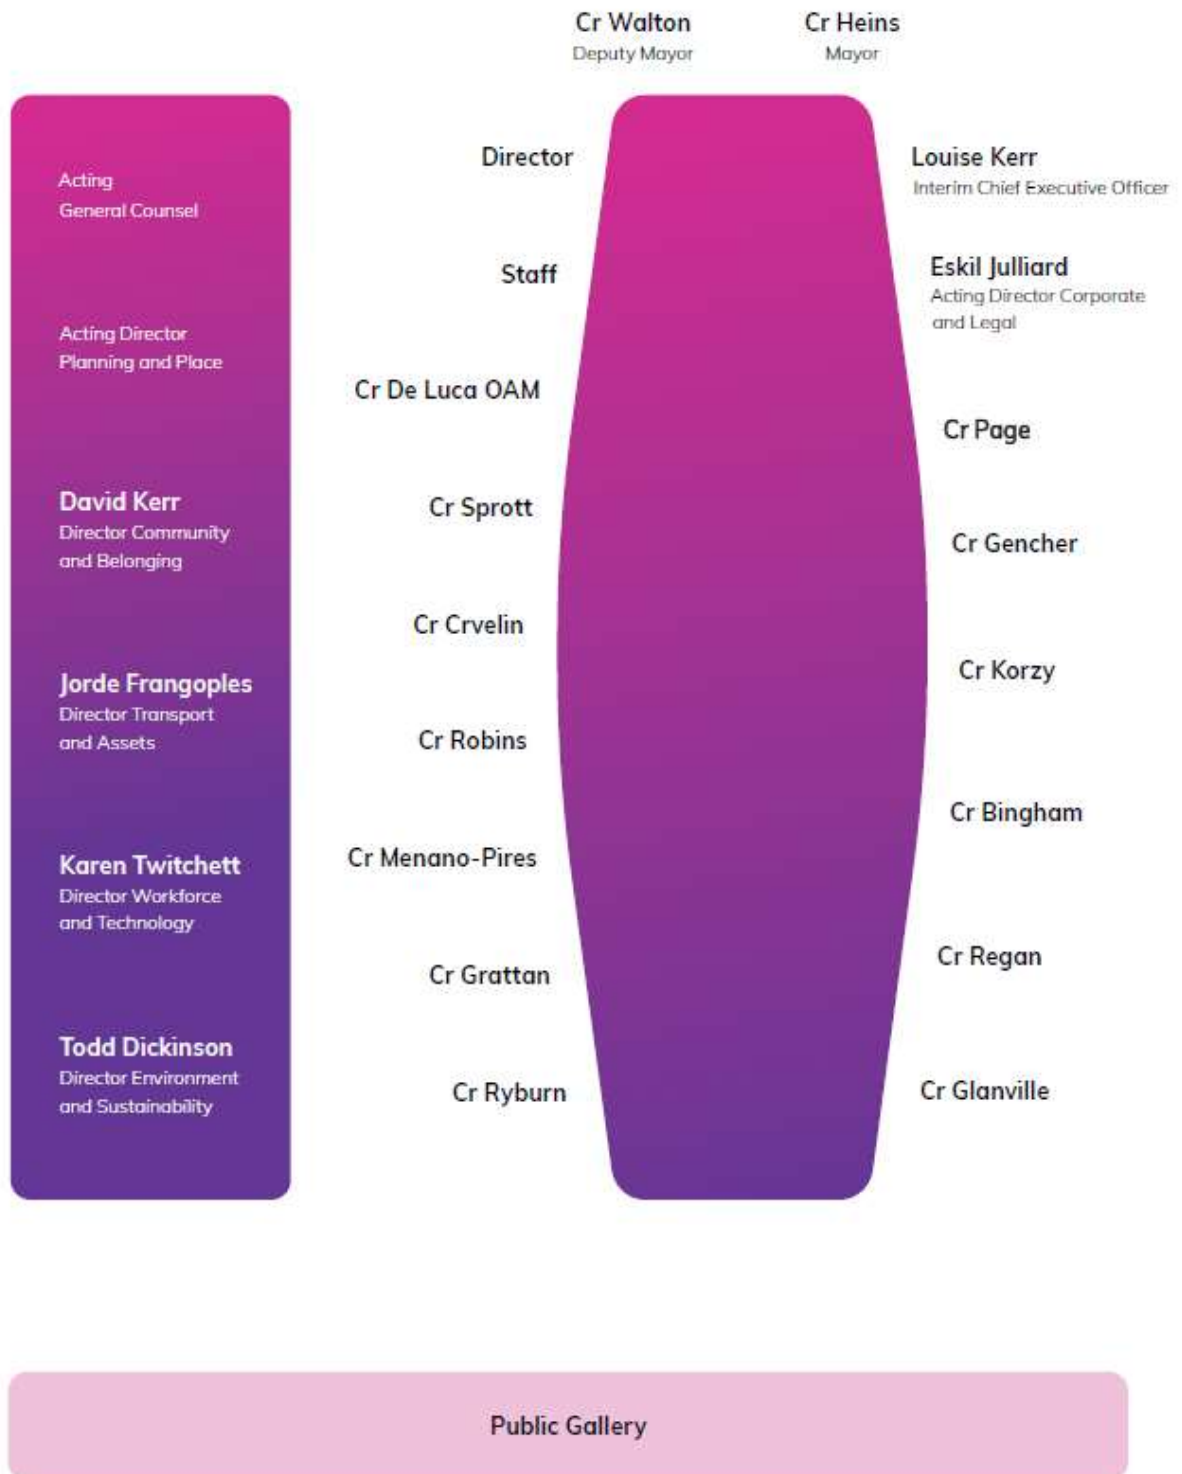 Cr Walton
Deputy Mayor
Cr Heins
Mayor
Acting
General Counsel
Acting Director
Planning and Place
David Kerr
Director Community
and Belonging
Jorde Frangoples
Director Transport
and Assets
Karen Twitchett
Director Workforce
and Technology
Todd Dickinson
Director Environment
and Sustainability
Director
Staff
Cr De Luca OAM
Cr Sprott
Cr Crvelin
Cr Robins
Cr Menano-Pires
Cr Grattan
Cr Ryburn
Louise Kerr
Interim Chief Executive Officer
Eskil Julliard
Acting Director Corporate
and Legal
Cr Page
Cr Gencher
Cr Korzy
Cr Bingham
Cr Regan
Cr Glanville
Public Gallery